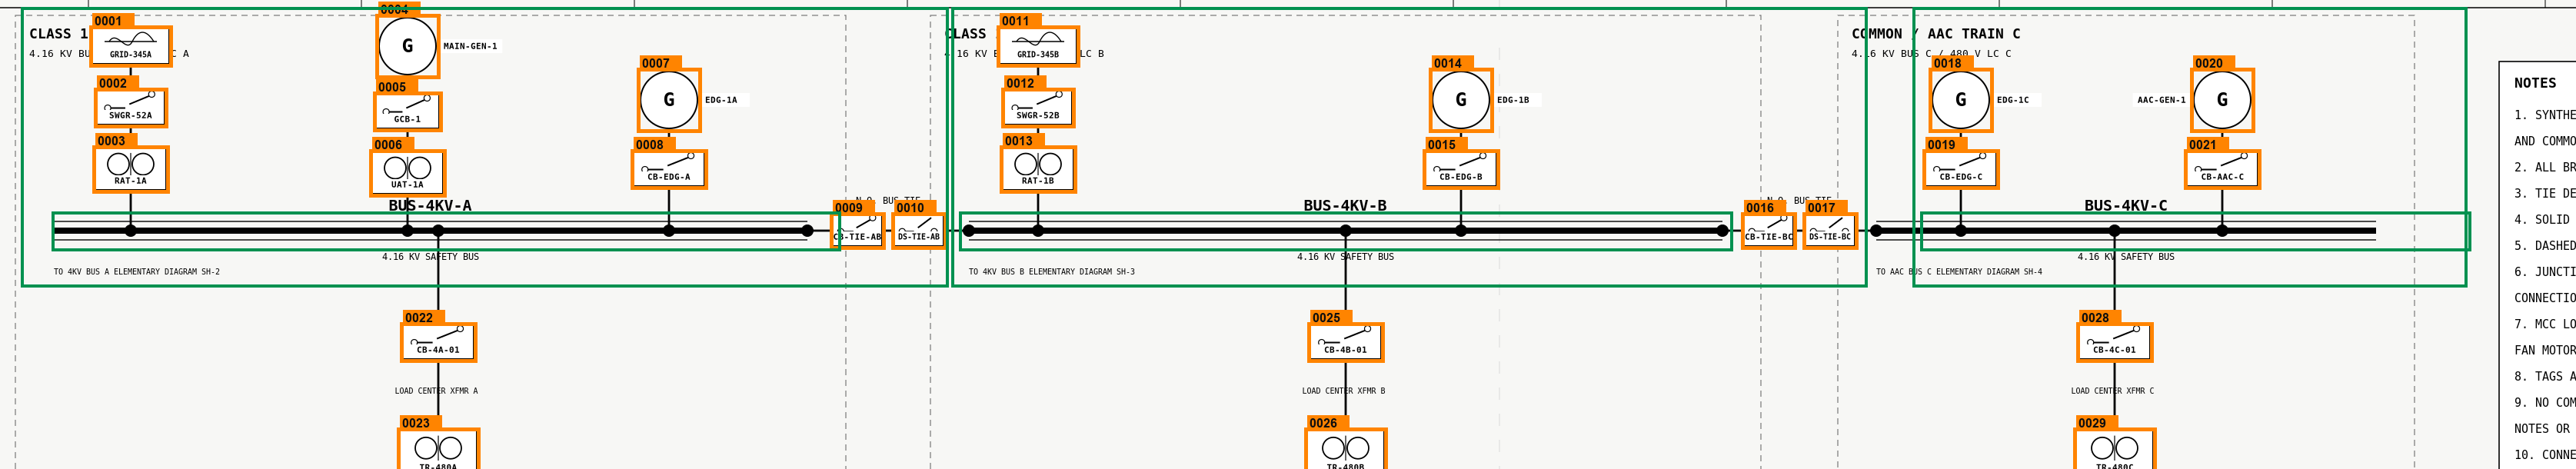 0001
0004
0011
CLASS 1
GRID-345A
C A
G
MAIN-GEN-1
CLASS
GRID-345B
LC B
COMMON / AAC TRAIN C
4.16 KV BU
4.16 KV B
4.16 KV BUS C / 480 V LC C
0002
0005
0007
0012
0014
0018
0020
NOTES
SWGR-52A
GCB-1
G
EDG-1A
SWGR-52B
G
EDG-1B
G
EDG-1C
AAC-GEN-1
G
1. SYNTHE
AND COMMO
0003
0006
0008
0013
0015
0019
0021
2. ALL BR
RAT-1A
UAT-1A
CB-EDG-A
RAT-1B
CB-EDG-B
CB-EDG-C
CB-AAC-C
3. TIE DE
BUS-4KV-A
N.O. BUS TIE
BUS-4KV-B
N.O. BUS TIE
BUS-4KV-C
0009
0010
0016
0017
4. SOLID
CB-TIE-AB
DS-TIE-AB
CB-TIE-BC
DS-TIE-BC
5. DASHED
4.16 KV SAFETY BUS
4.16 KV SAFETY BUS
4.16 KV SAFETY BUS
TO 4KV BUS A ELEMENTARY DIAGRAM SH-2
TO 4KV BUS B ELEMENTARY DIAGRAM SH-3
TO AAC BUS C ELEMENTARY DIAGRAM SH-4
6. JUNCTI
CONNECTIO
0022
0025
0028
7. MCC LO
CB-4A-01
CB-4B-01
CB-4C-01
FAN MOTOR
8. TAGS A
LOAD CENTER XFMR A
LOAD CENTER XFMR B
LOAD CENTER XFMR C
9. NO COM
0023
0026
0029
NOTES OR
10. CONNE
TR-480A
TR-480B
TR-480C